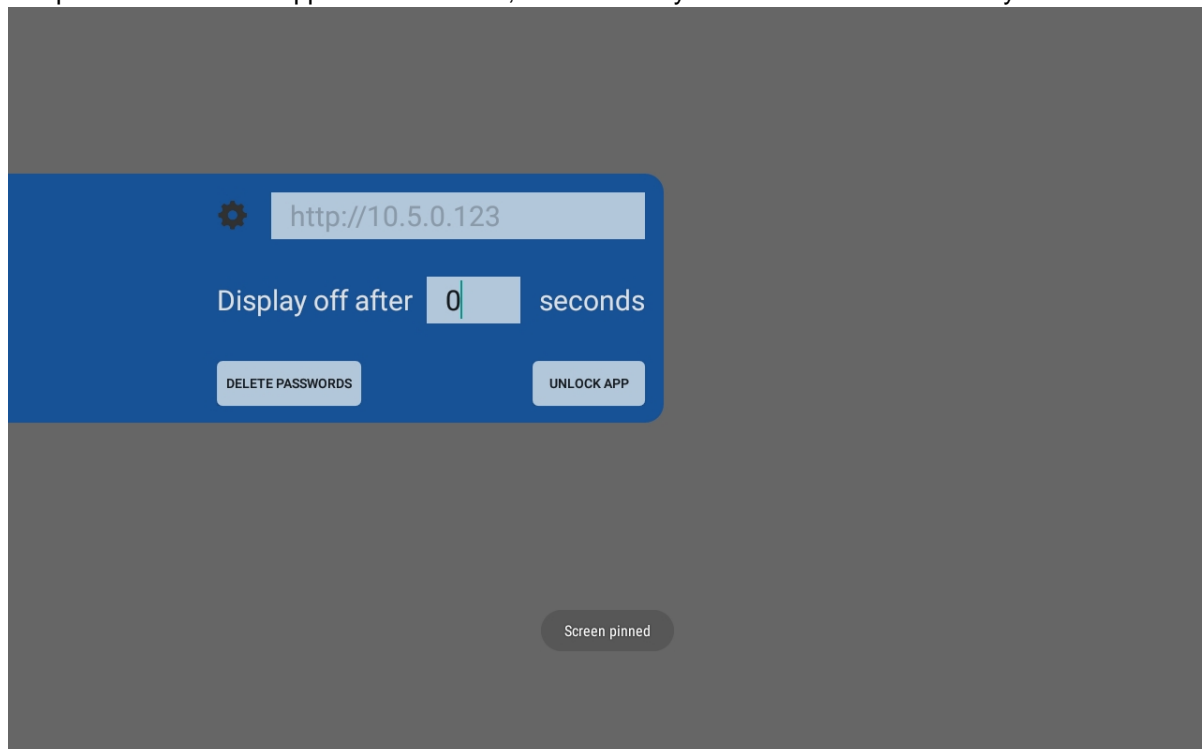 http://10.5.0.123
Display off after 0 seconds
DELETE PASSWORDS UNLOCK APP
Screen pinned